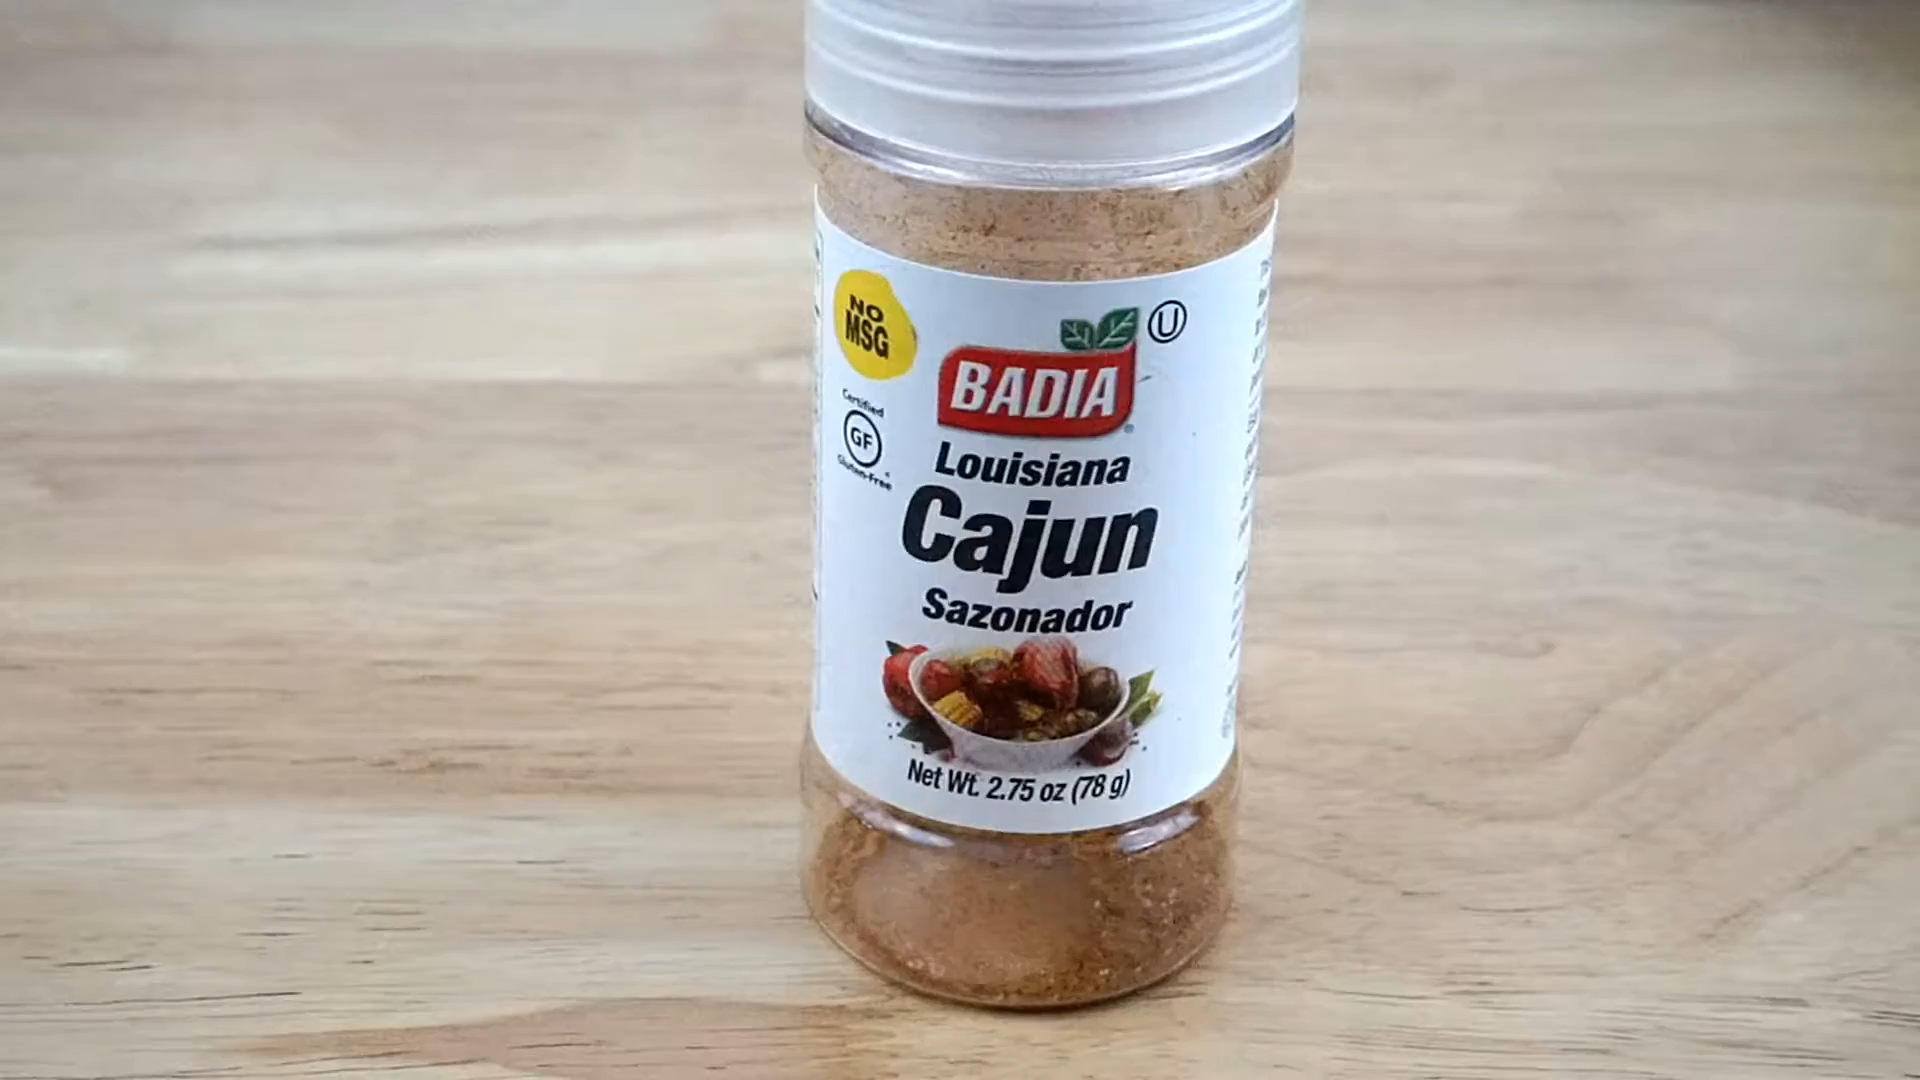 NO
MSG
Certified
GF
Gluten-Free
BADIA
U
Louisiana
Cajun
Sazonador
Net Wt. 2.75 oz (78 g)